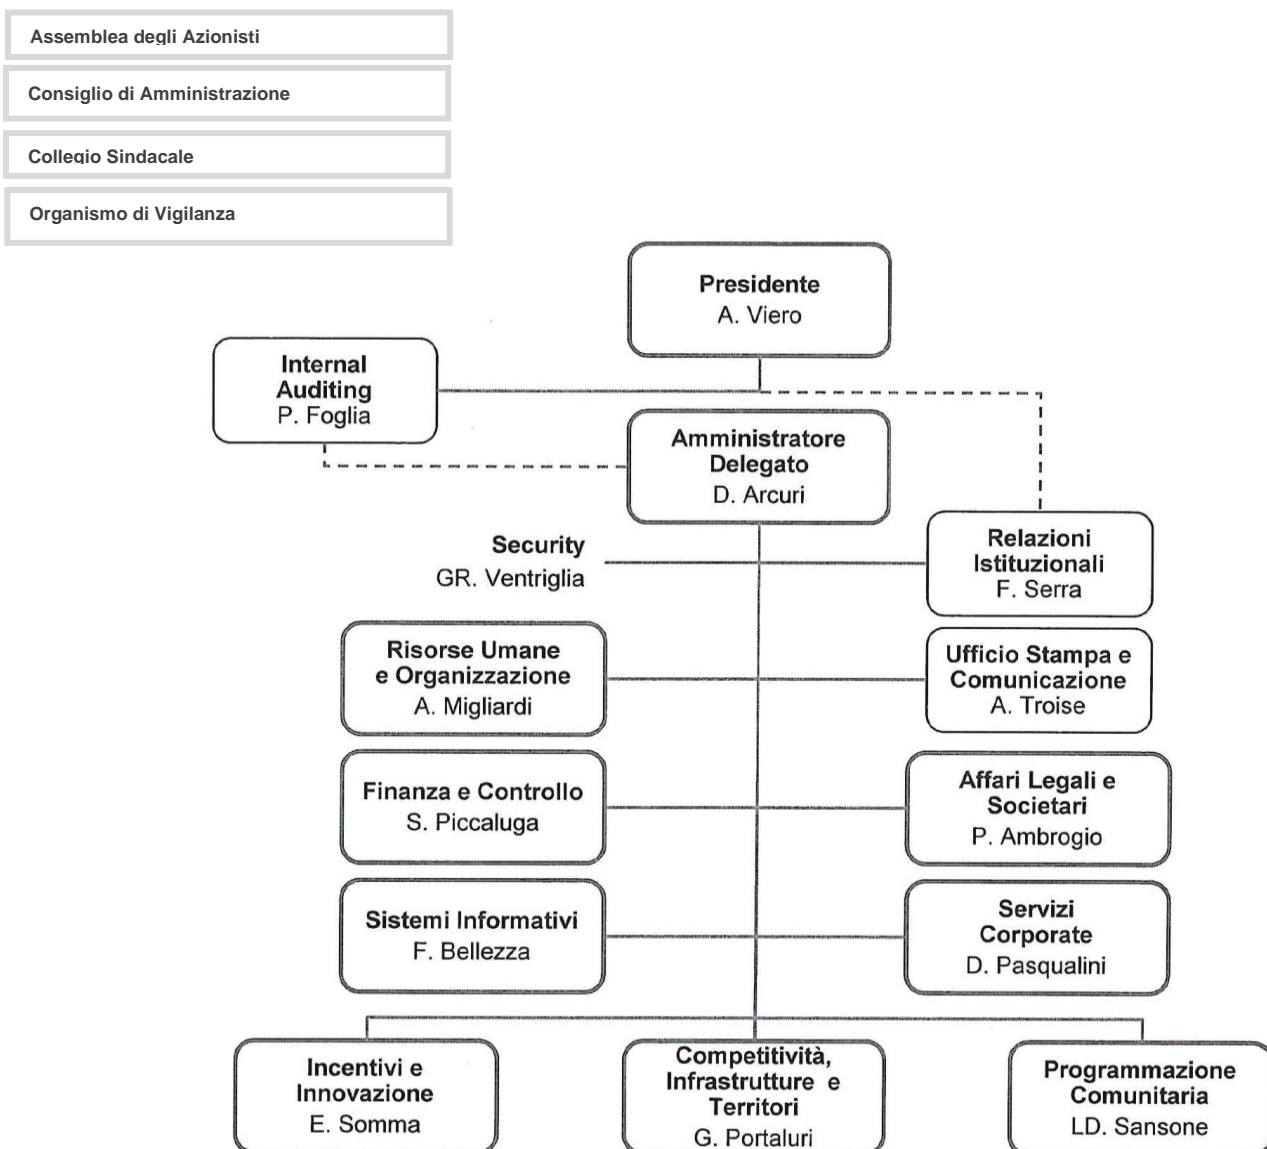 Assemblea degli Azionisti
Consiglio di Amministrazione
Collegio Sindacale
Organismo di Vigilanza
Presidente
A. Viero
Internal
Auditing
P. Foglia
Amministratore
Delegato
D. Arcuri
Security
GR. Ventriglia
Relazioni
Istituzionali
F. Serra
Risorse Umane
e Organizzazione
A. Migliardi
Ufficio Stampa e
Comunicazione
A. Troise
Finanza e Controllo
S. Piccaluga
Affari Legali e
Societari
P. Ambrogio
Sistemi Informativi
F. Bellezza
Servizi
Corporate
D. Pasqualini
Incentivi e
Innovazione
E. Somma
Competitività,
Infrastrutture e
Territori
G. Portaluri
Programmazione
Comunitaria
LD. Sansone